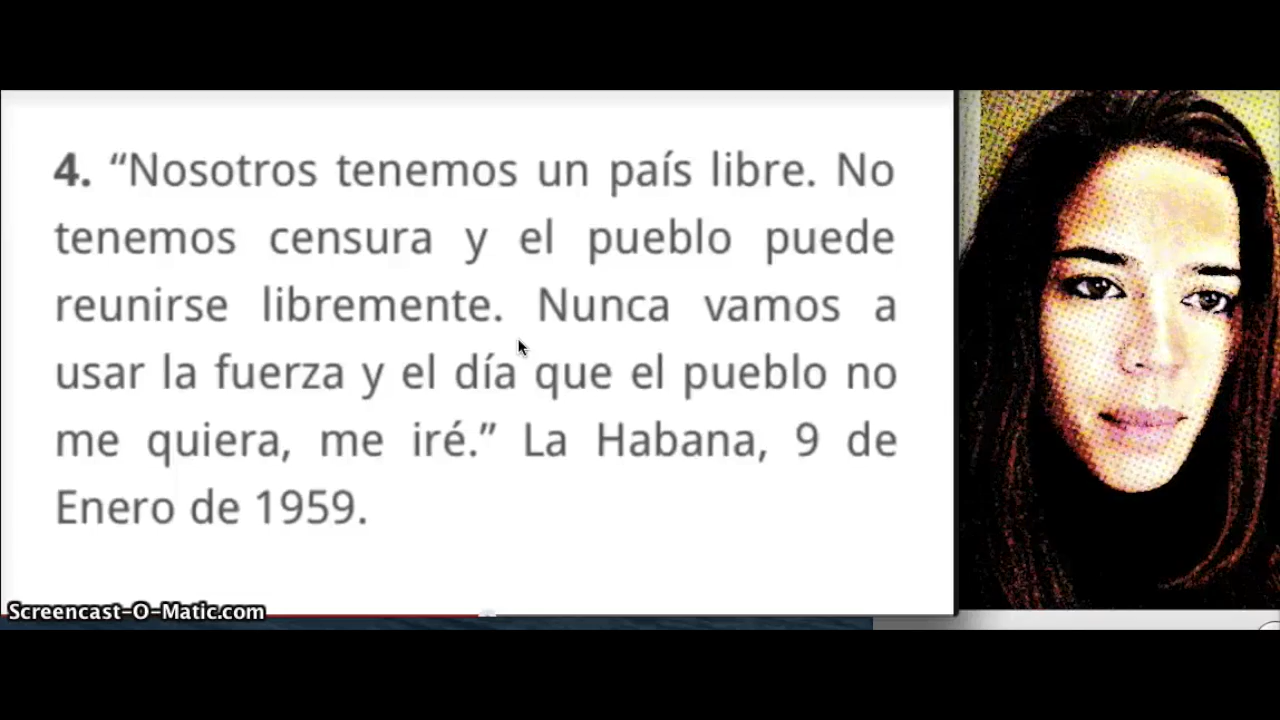 4. “Nosotros tenemos un país libre. No
tenemos censura y el pueblo puede
reunirse libremente. Nunca vamos a
usar la fuerza y el día que el pueblo no
me quiera, me iré.” La Habana, 9 de
Enero de 1959.
Screencast-O-Matic.com